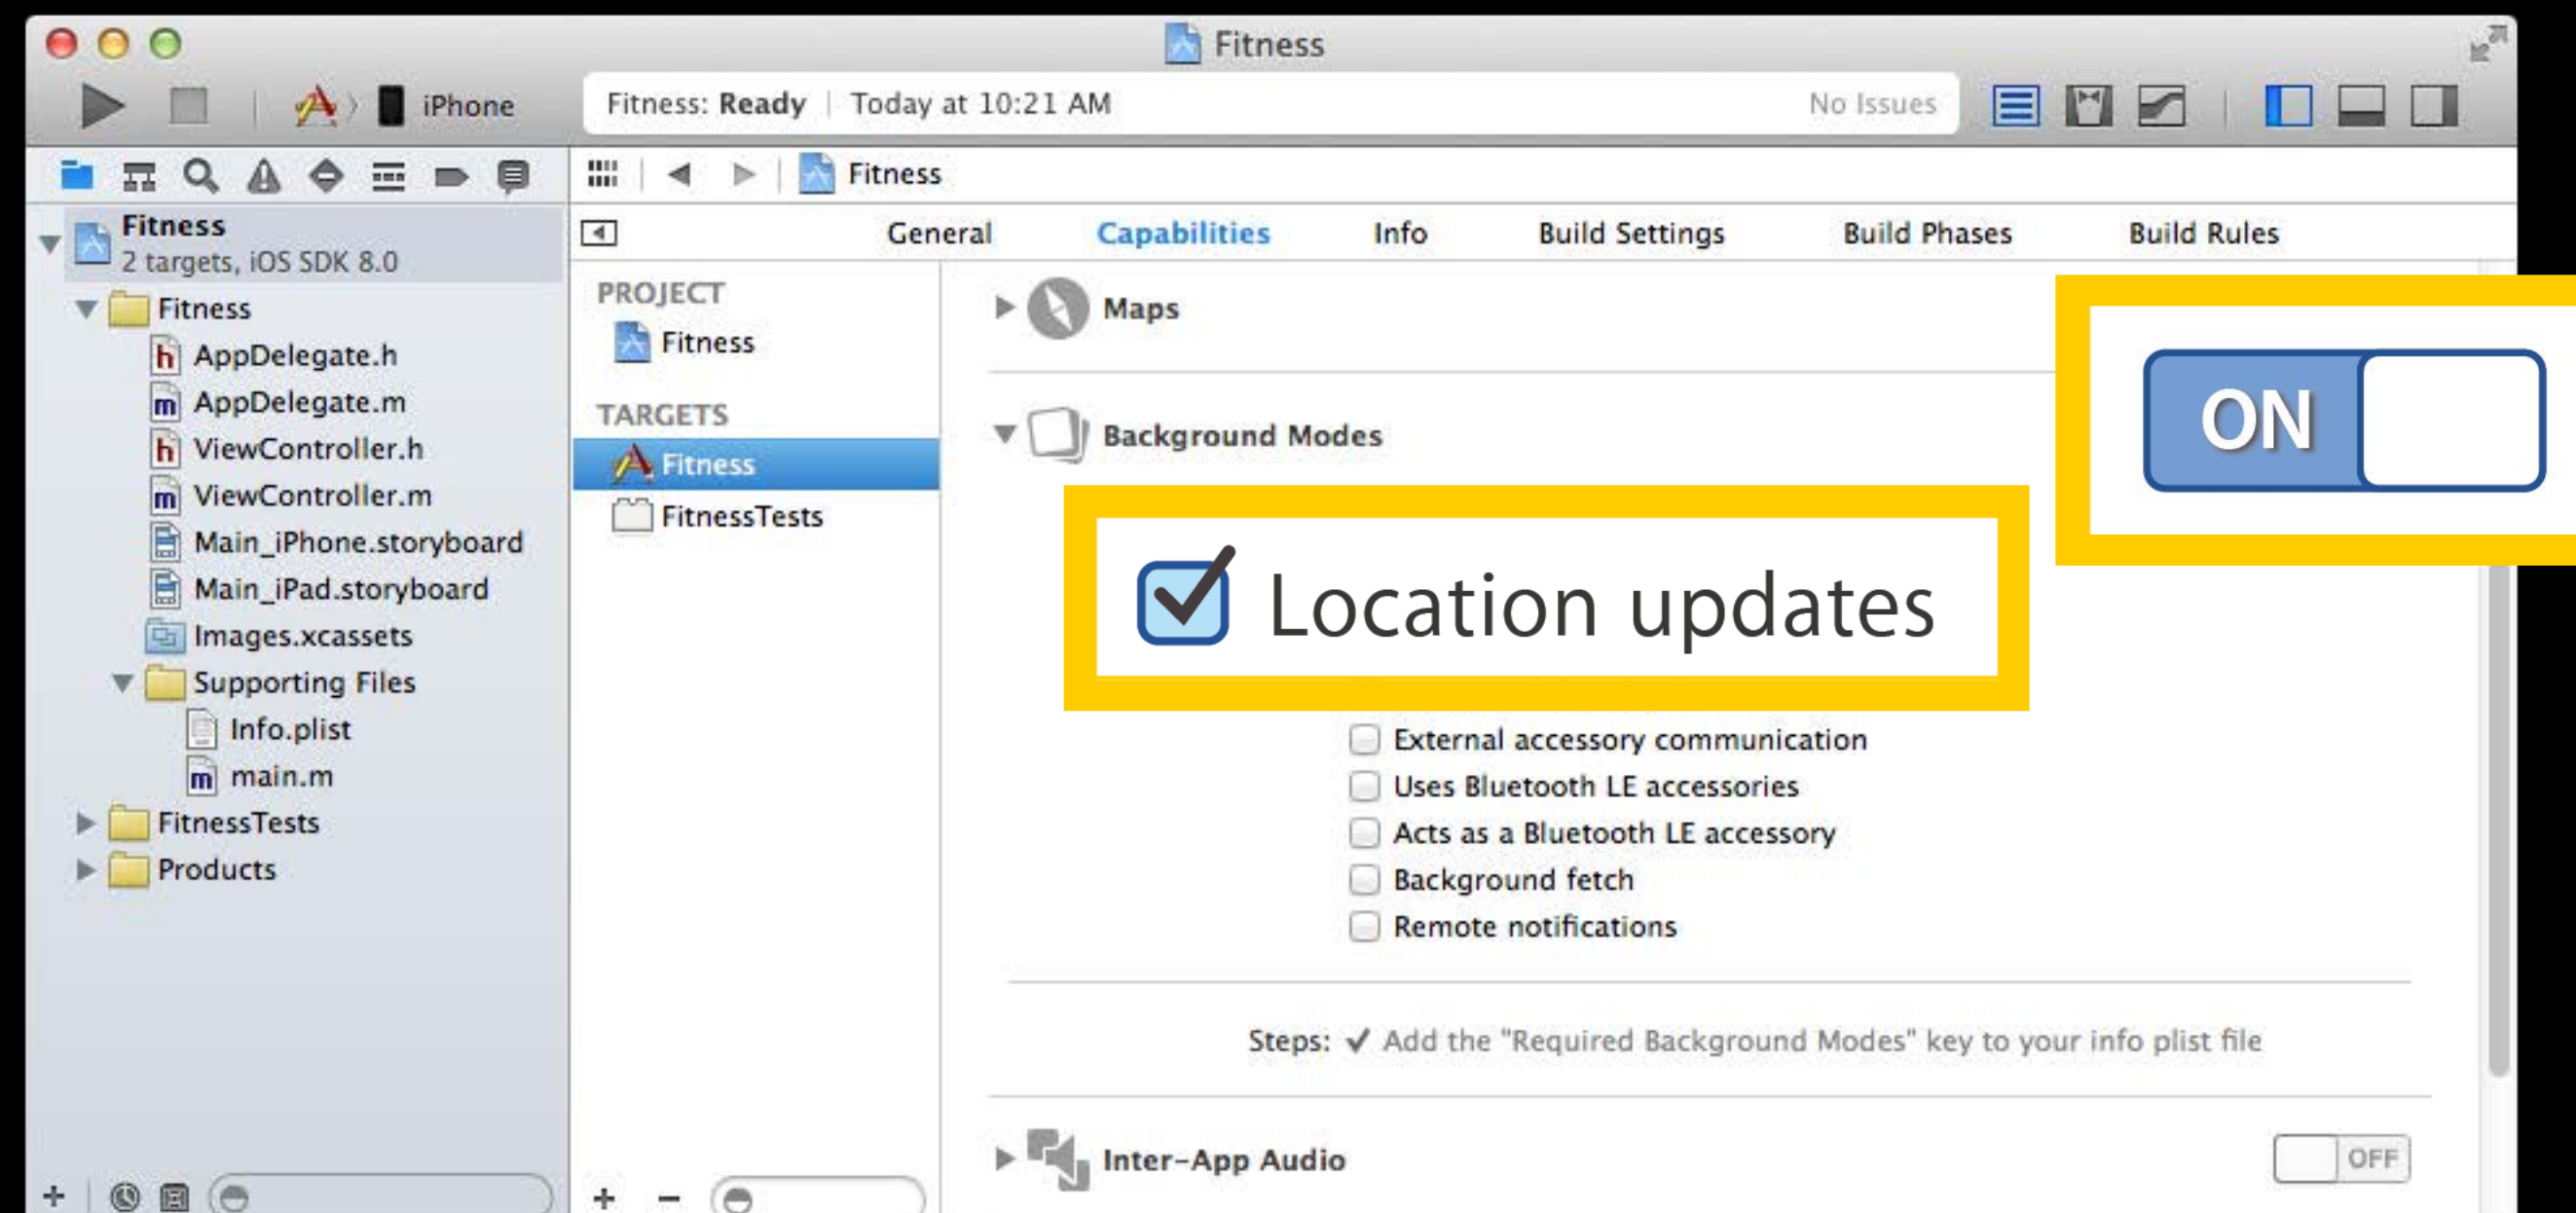 Fitness
iPhone
Fitness: Ready | Today at 10:21 AM
No Issues
Fitness
Fitness
2 targets, iOS SDK 8.0
Fitness
AppDelegate.h
AppDelegate.m
ViewController.h
ViewController.m
Main_iPhone.storyboard
Main_iPad.storyboard
Images.xcassets
Supporting Files
Info.plist
main.m
FitnessTests
Products
General Capabilities Info Build Settings Build Phases Build Rules
PROJECT
Fitness
TARGETS
Fitness
FitnessTests
Maps
Background Modes
ON
Location updates
External accessory communication
Uses Bluetooth LE accessories
Acts as a Bluetooth LE accessory
Background fetch
Remote notifications
Steps: ✓ Add the "Required Background Modes" key to your info plist file
Inter-App Audio
OFF